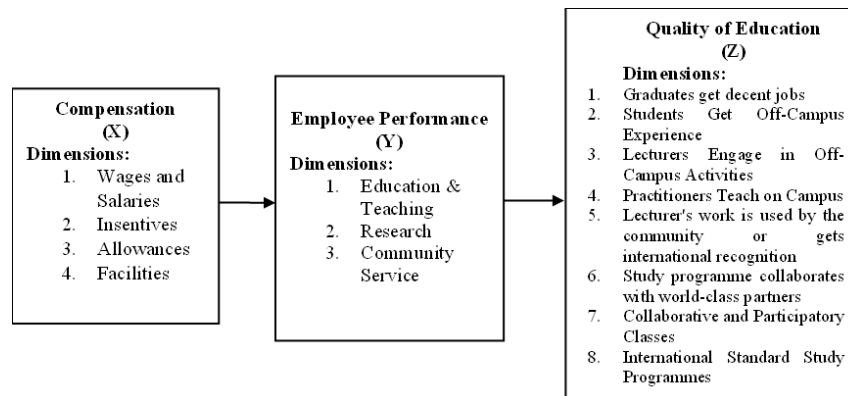 Compensation
(X)
Dimensions:
1. Wages and
Salaries
2. Incentives
3. Allowances
4. Facilities
Employee Performance
(Y)
Dimensions:
1. Education &
Teaching
2. Research
3. Community
Service
Quality of Education
(Z)
Dimensions:
1. Graduates get decent jobs
2. Students Get Off-Campus
Experience
3. Lecturers Engage in Off-
Campus Activities
4. Practitioners Teach on Campus
5. Lecturer's work is used by the
community or gets
international recognition
6. Study programme collaborates
with world-class partners
7. Collaborative and Participatory
Classes
8. International Standard Study
Programmes